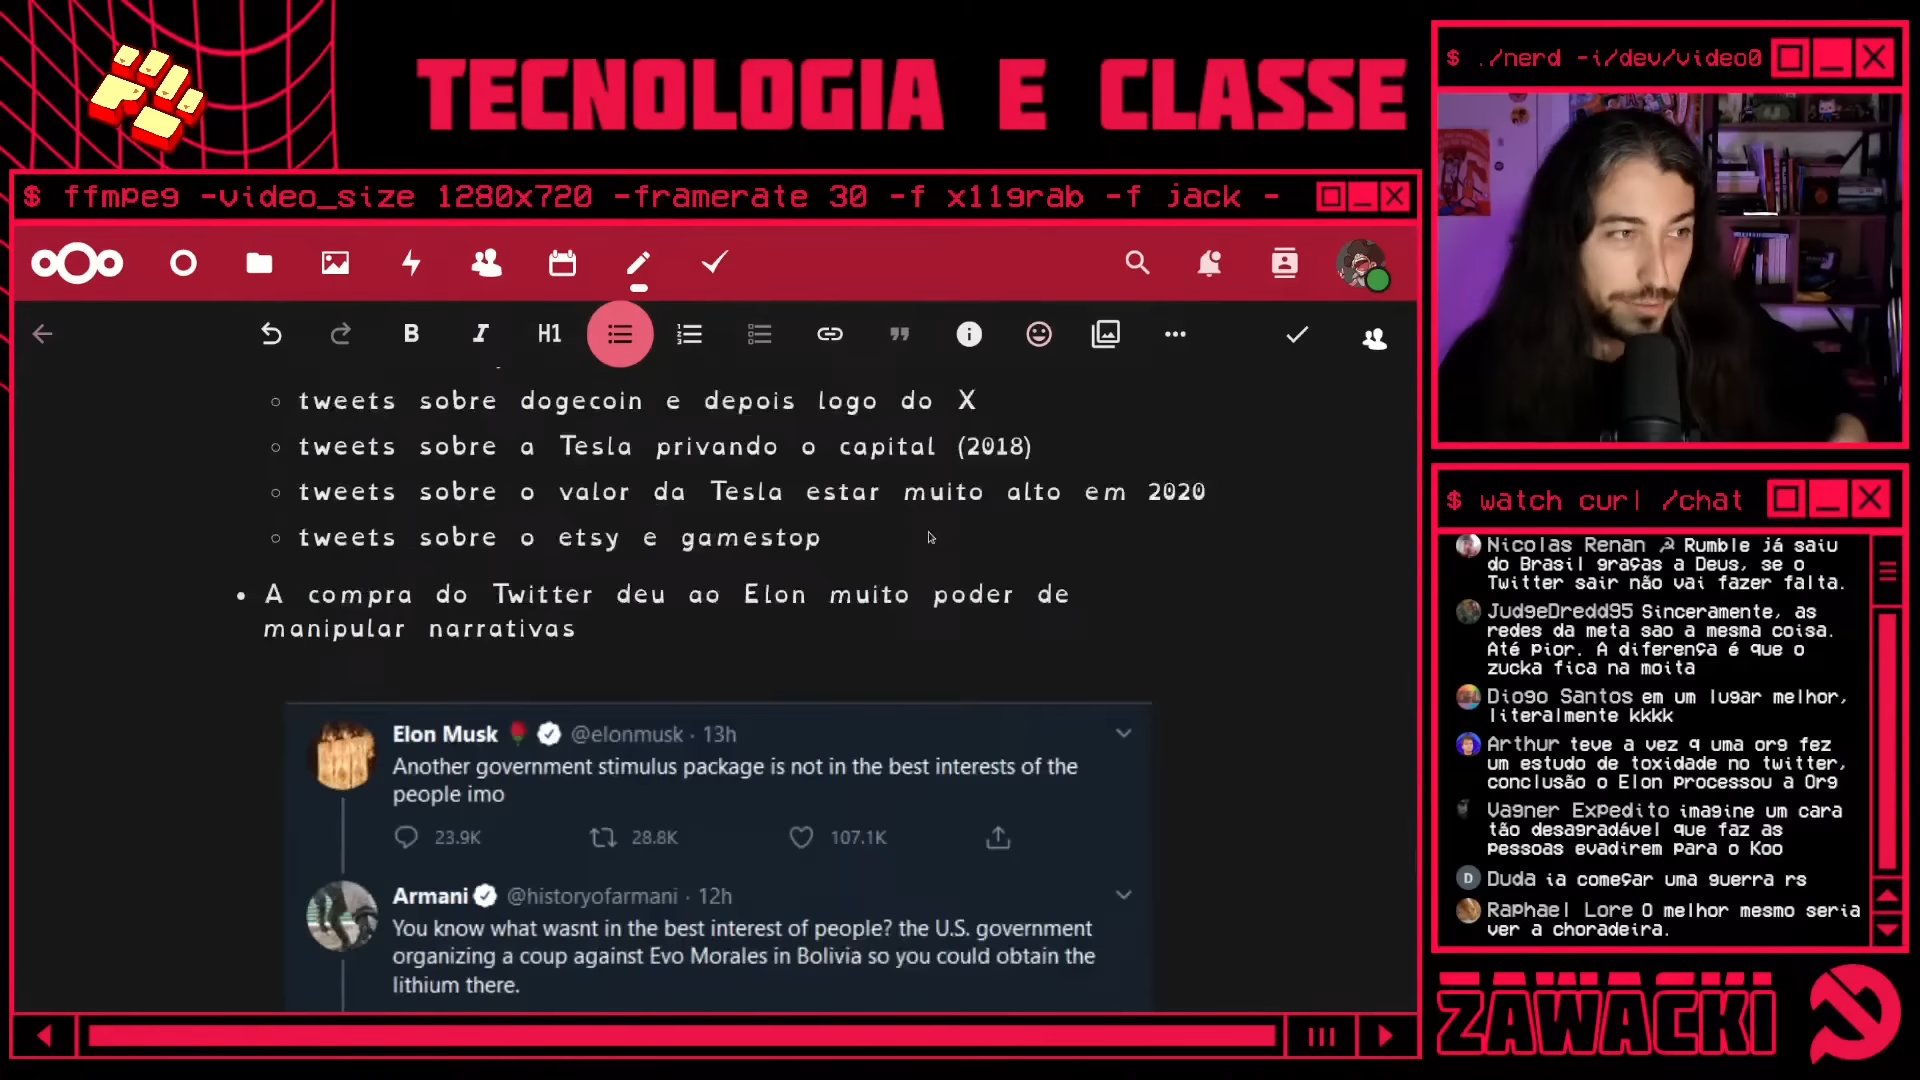 TECNOLOGIA E CLASSE
$ ffmpeg -video_size 1280x720 -framerate 30 -f x11grab -f jack -
B I H1
tweets sobre dogecoin e depois logo do X
tweets sobre a Tesla privando o capital (2018)
tweets sobre o valor da Tesla estar muito alto em 2020
tweets sobre o etsy e gamestop
A compra do Twitter deu ao Elon muito poder de
manipular narrativas
Elon Musk @elonmusk · 13h
Another government stimulus package is not in the best interests of the
people imo
23.9K 28.8K 107.1K
Armani @historyofarmani · 12h
You know what wasnt in the best interest of people? the U.S. government
organizing a coup against Evo Morales in Bolivia so you could obtain the
lithium there.
$ ./nerd -i/dev/video0
$ watch curl /chat
Nicolas Renan ☭ Rumble já saiu
do Brasil graças a Deus, se o
Twitter sair não vai fazer falta.
JudgeDredd95 Sinceramente, as
redes da meta sao a mesma coisa.
Até pior. A diferença é que o
zucka fica na moita
Diogo Santos em um lugar melhor,
literalmente kkkk
Arthur teve a vez q uma org fez
um estudo de toxidade no twitter,
conclusão o Elon processou a Org
Vagner Expedito imagine um cara
tão desagradável que faz as
pessoas evadirem para o Koo
D Duda ia começar uma guerra rs
Raphael Lore O melhor mesmo seria
ver a choradeira.
ZAWACKI